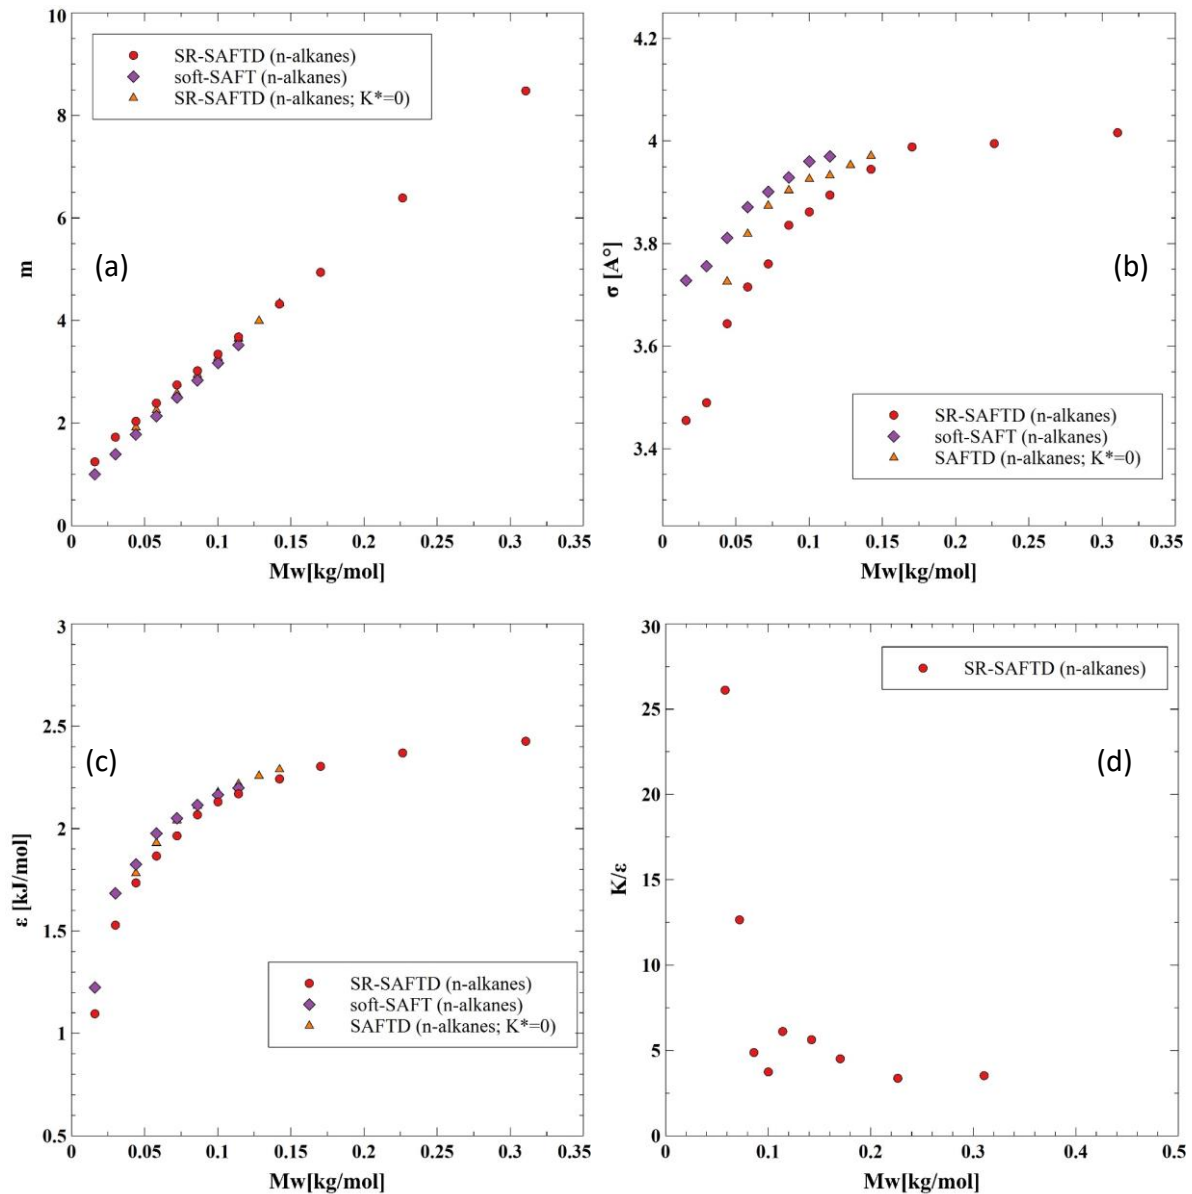 10
8
6
4
2
0
m
(a)
SR-SAFTD (n-alkanes)
soft-SAFT (n-alkanes)
SR-SAFTD (n-alkanes; K*=0)
0 0.05 0.1 0.15 0.2 0.25 0.3 0.35
Mw[kg/mol]
4.2
4
3.8
3.6
3.4
σ [A°]
(b)
SR-SAFTD (n-alkanes)
soft-SAFT (n-alkanes)
SAFTD (n-alkanes; K*=0)
0 0.05 0.1 0.15 0.2 0.25 0.3 0.35
Mw[kg/mol]
3
2.5
2
1.5
1
0.5
ε [kJ/mol]
(c)
SR-SAFTD (n-alkanes)
soft-SAFT (n-alkanes)
SAFTD (n-alkanes; K*=0)
0 0.05 0.1 0.15 0.2 0.25 0.3 0.35
Mw[kg/mol]
30
25
20
15
10
5
0
K/ε
SR-SAFTD (n-alkanes)
(d)
0 0.1 0.2 0.3 0.4 0.5
Mw[kg/mol]